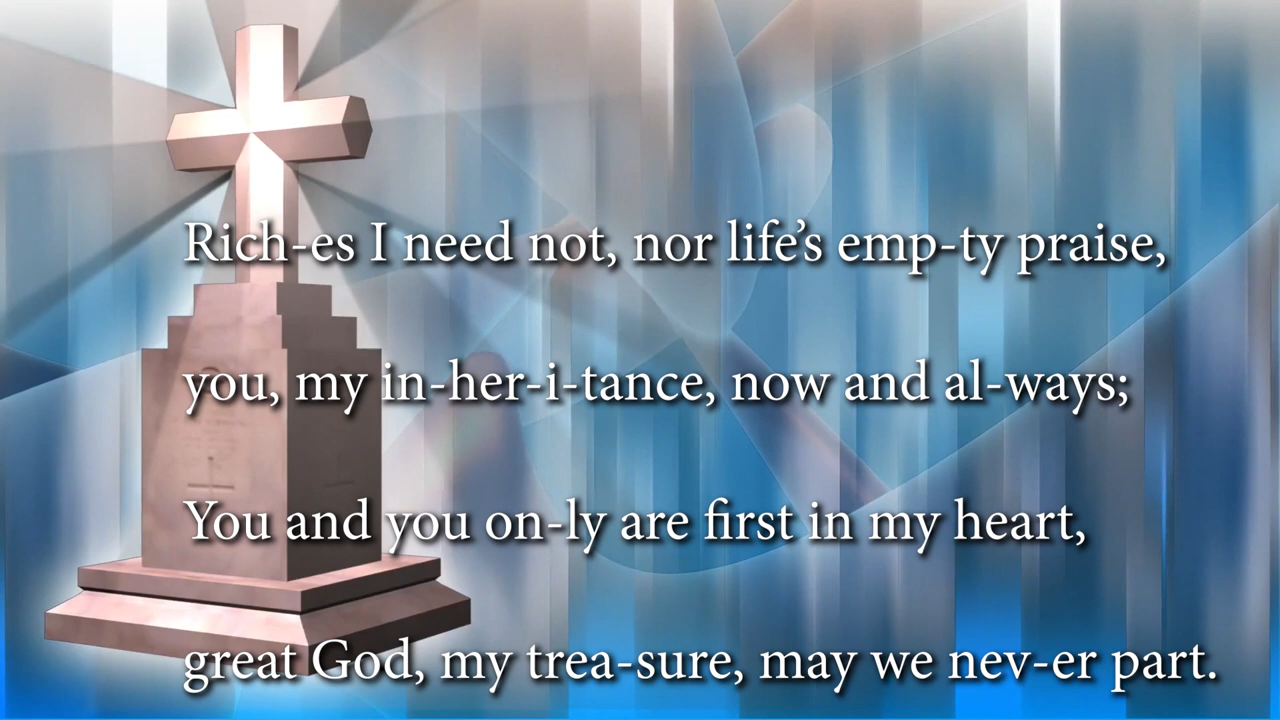 Rich-es I need not, nor life’s emp-ty praise,
you, my in-her-i-tance, now and al-ways;
You and you on-ly are first in my heart,
great God, my trea-sure, may we nev-er part.